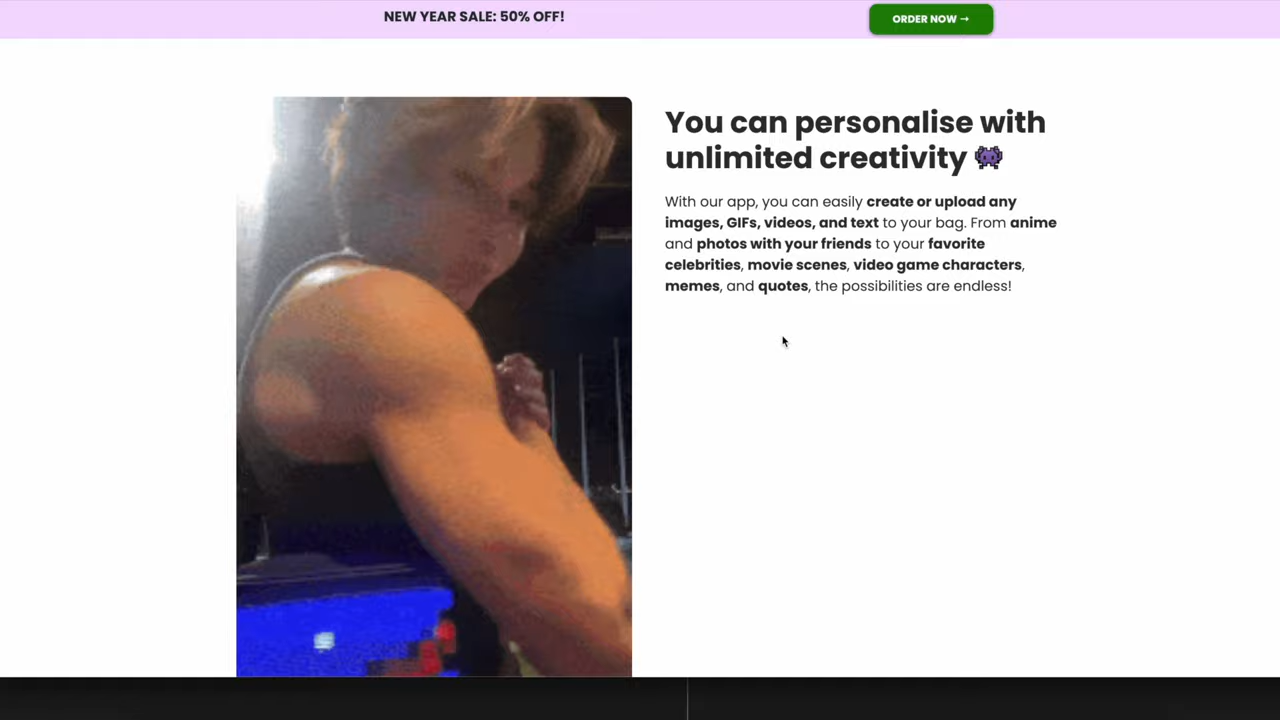 NEW YEAR SALE: 50% OFF!
ORDER NOW →
You can personalise with
unlimited creativity 👾
With our app, you can easily create or upload any
images, GIFs, videos, and text to your bag. From anime
and photos with your friends to your favorite
celebrities, movie scenes, video game characters,
memes, and quotes, the possibilities are endless!